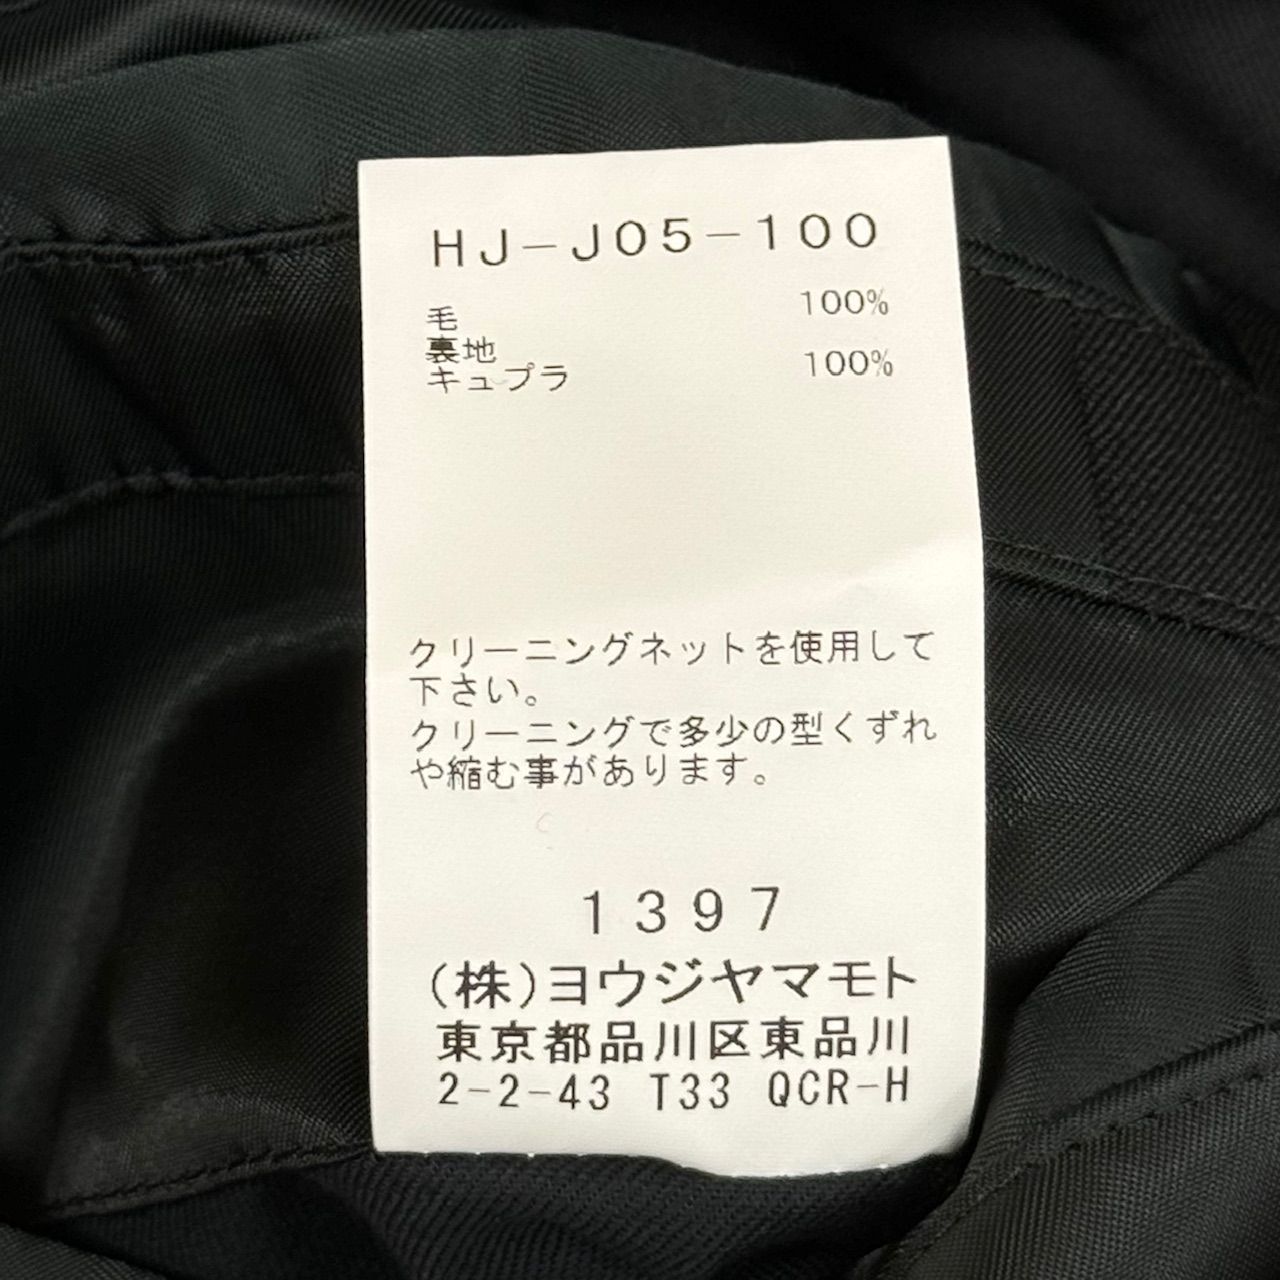 HJ-J05-100
毛 100%
裏地
キュプラ 100%
クリーニングネットを使用して
下さい。
クリーニングで多少の型くずれ
や縮む事があります。
1397
(株)ヨウジヤマモト
東京都品川区東品川
2-2-43 T33 QCR-H